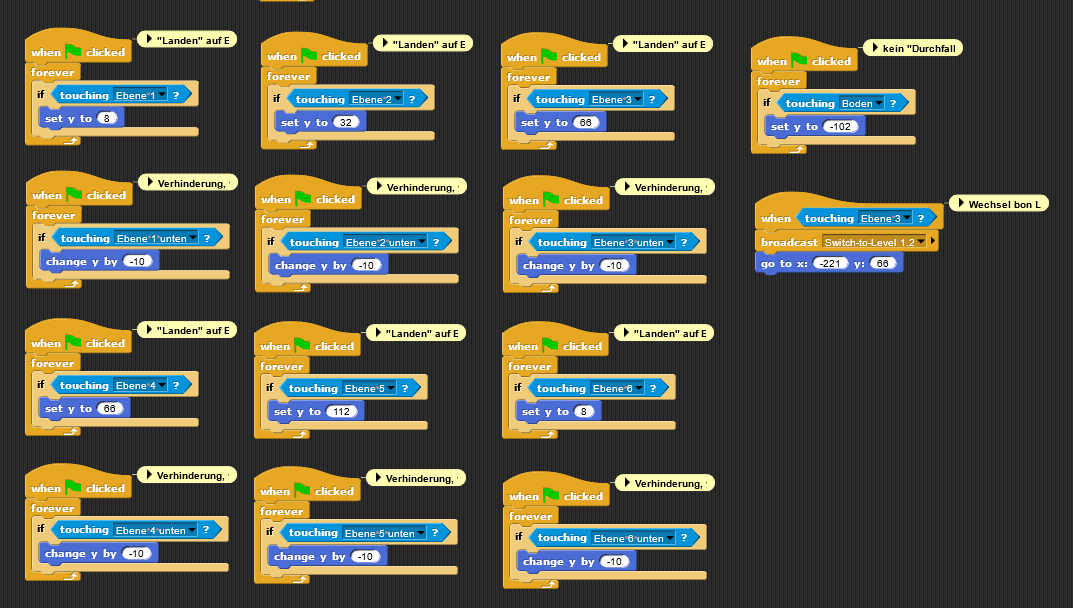 when clicked
"Landen" auf E
forever
if touching Ebene 1 ?
set y to 8
when clicked
"Landen" auf E
forever
if touching Ebene 2 ?
set y to 32
when clicked
"Landen" auf E
forever
if touching Ebene 3 ?
set y to 66
when clicked
kein "Durchfall
forever
if touching Boden ?
set y to -102
when clicked
Verhinderung,
forever
if touching Ebene 1 unten ?
change y by -10
when clicked
Verhinderung,
forever
if touching Ebene 2 unten ?
change y by -10
when clicked
Verhinderung,
forever
if touching Ebene 3 unten ?
change y by -10
when touching Ebene 3 ?
Wechsel bon L
broadcast Switch-to-Level 1.2
go to x: -221 y: 66
when clicked
"Landen" auf E
forever
if touching Ebene 4 ?
set y to 66
when clicked
"Landen" auf E
forever
if touching Ebene 5 ?
set y to 112
when clicked
"Landen" auf E
forever
if touching Ebene 6 ?
set y to 8
when clicked
Verhinderung,
forever
if touching Ebene 4 unten ?
change y by -10
when clicked
Verhinderung,
forever
if touching Ebene 5 unten ?
change y by -10
when clicked
Verhinderung,
forever
if touching Ebene 6 unten ?
change y by -10